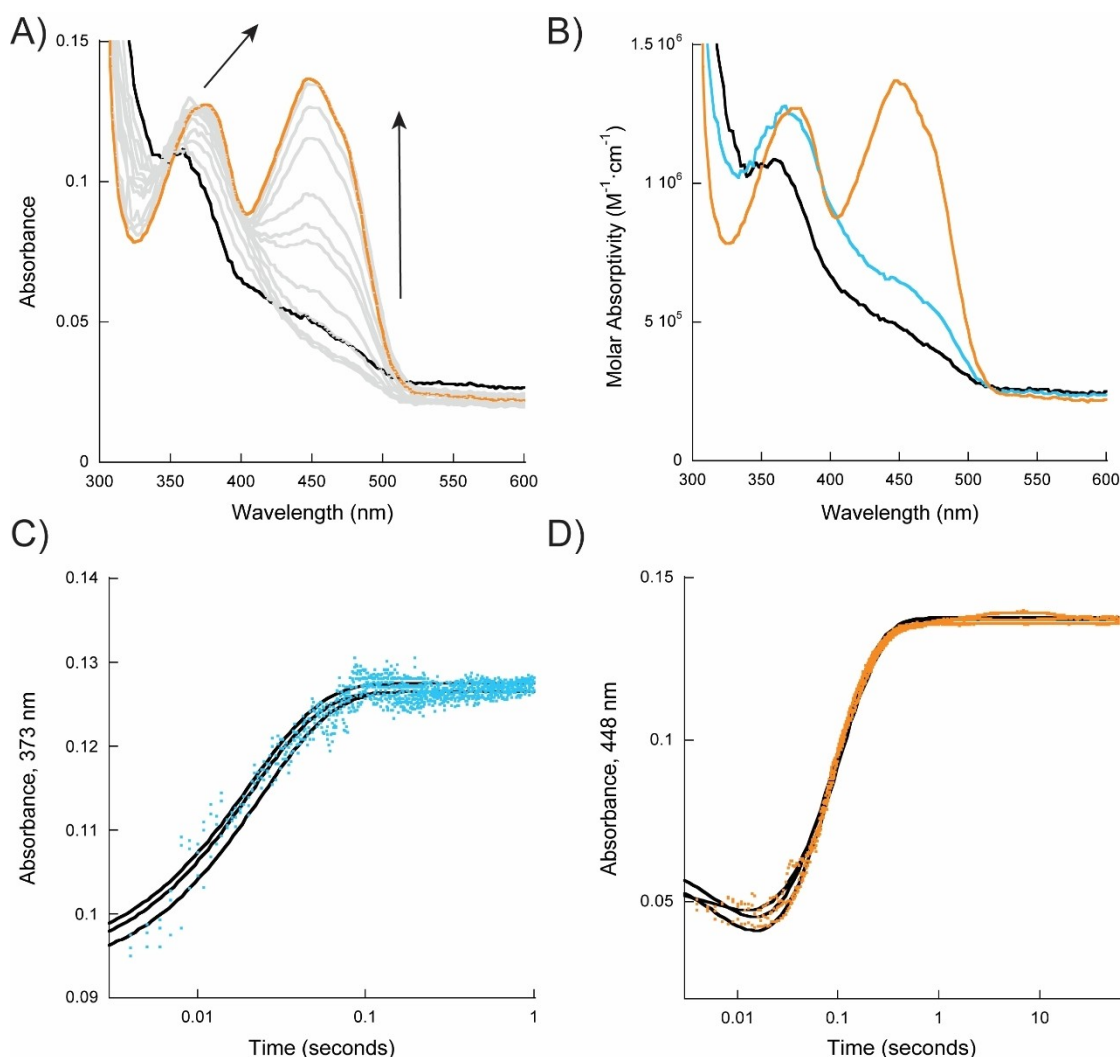 A)
0.15
0.1
0.05
0
Absorbance
300 350 400 450 500 550 600
Wavelength (nm)
B)
1.5 10⁶
1 10⁶
5 10⁵
0
Molar Absorptivity (M⁻¹·cm⁻¹)
300 350 400 450 500 550 600
Wavelength (nm)
C)
0.14
0.13
0.12
0.11
0.1
0.09
Absorbance, 373 nm
0.01 0.1 1
Time (seconds)
D)
0.15
0.1
0.05
Absorbance, 448 nm
0.01 0.1 1 10
Time (seconds)